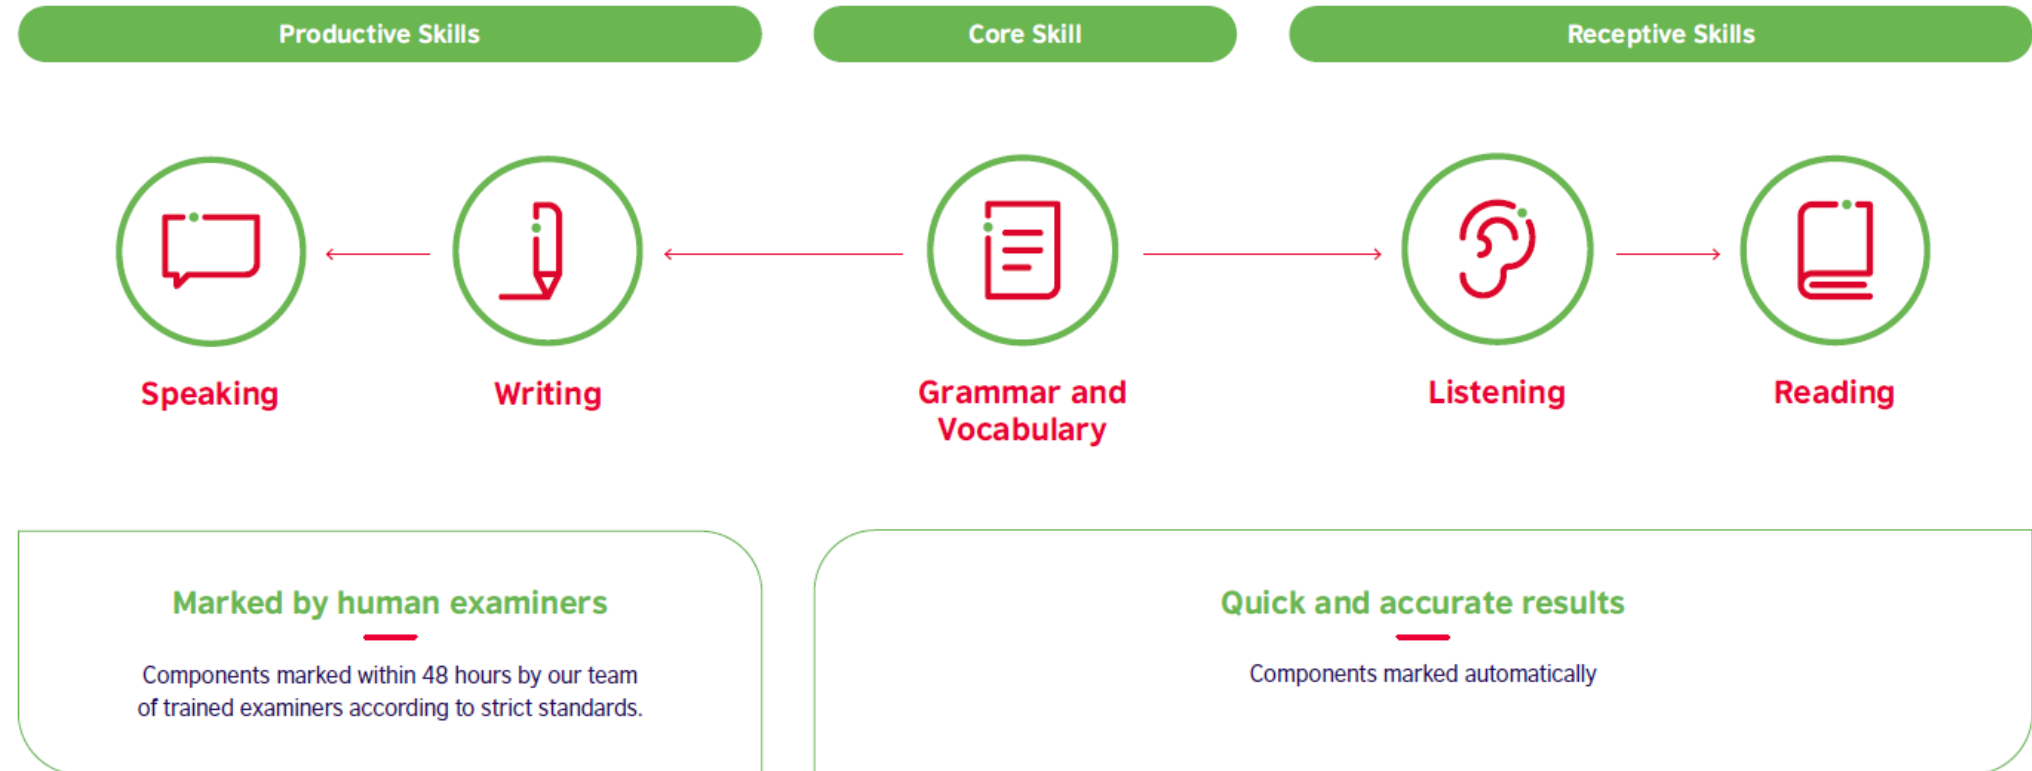 Productive Skills
Core Skill
Receptive Skills
Speaking
Writing
Grammar and
Vocabulary
Listening
Reading
Marked by human examiners
Components marked within 48 hours by our team
of trained examiners according to strict standards.
Quick and accurate results
Components marked automatically